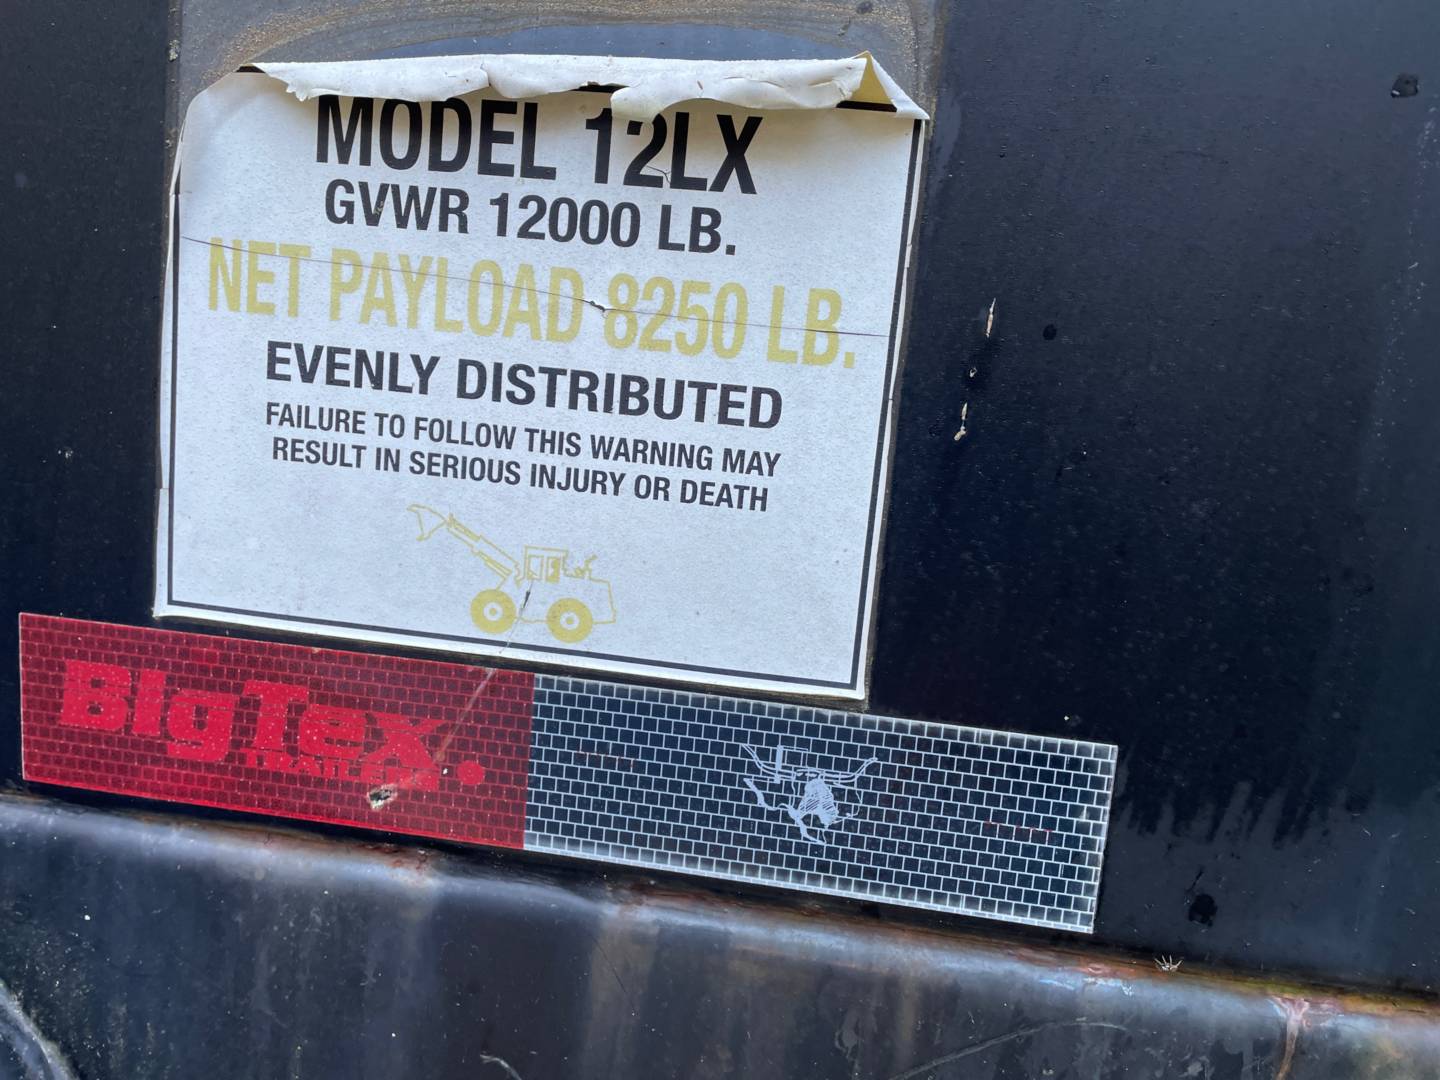 MODEL 12LX
GVWR 12000 LB.
NET PAYLOAD 8250 LB.
EVENLY DISTRIBUTED
FAILURE TO FOLLOW THIS WARNING MAY
RESULT IN SERIOUS INJURY OR DEATH
BIgTex
TRAILERS